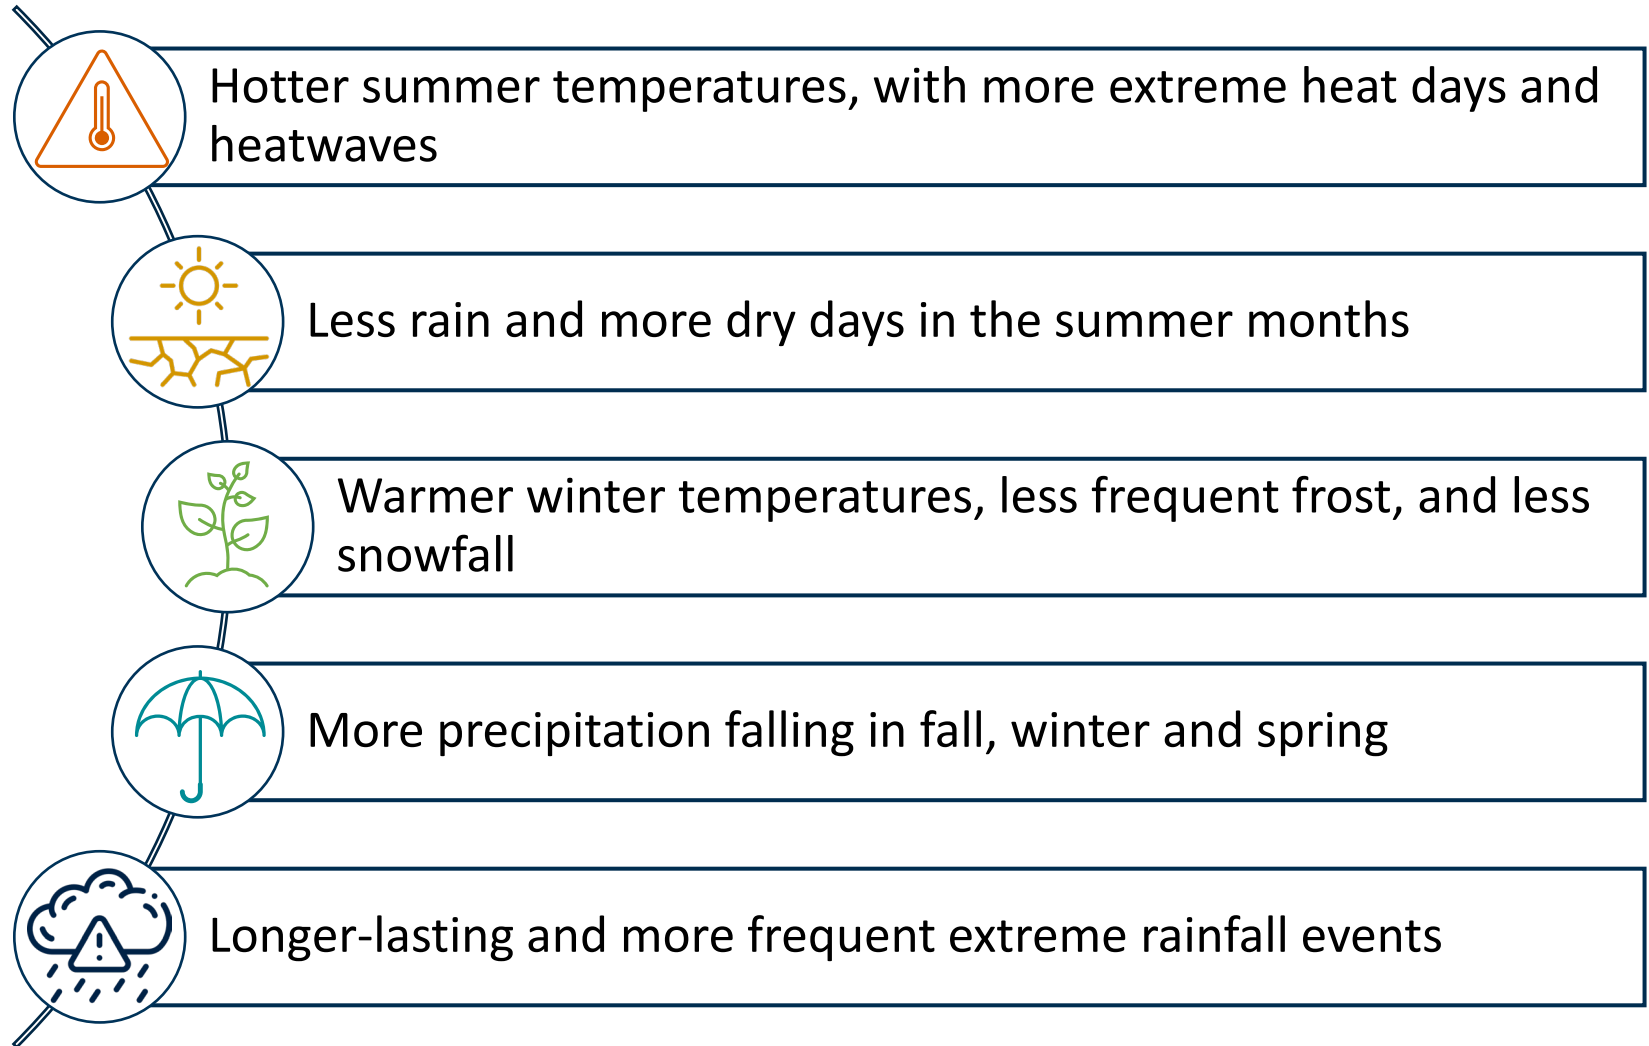 Hotter summer temperatures, with more extreme heat days and
heatwaves
Less rain and more dry days in the summer months
Warmer winter temperatures, less frequent frost, and less
snowfall
More precipitation falling in fall, winter and spring
Longer-lasting and more frequent extreme rainfall events